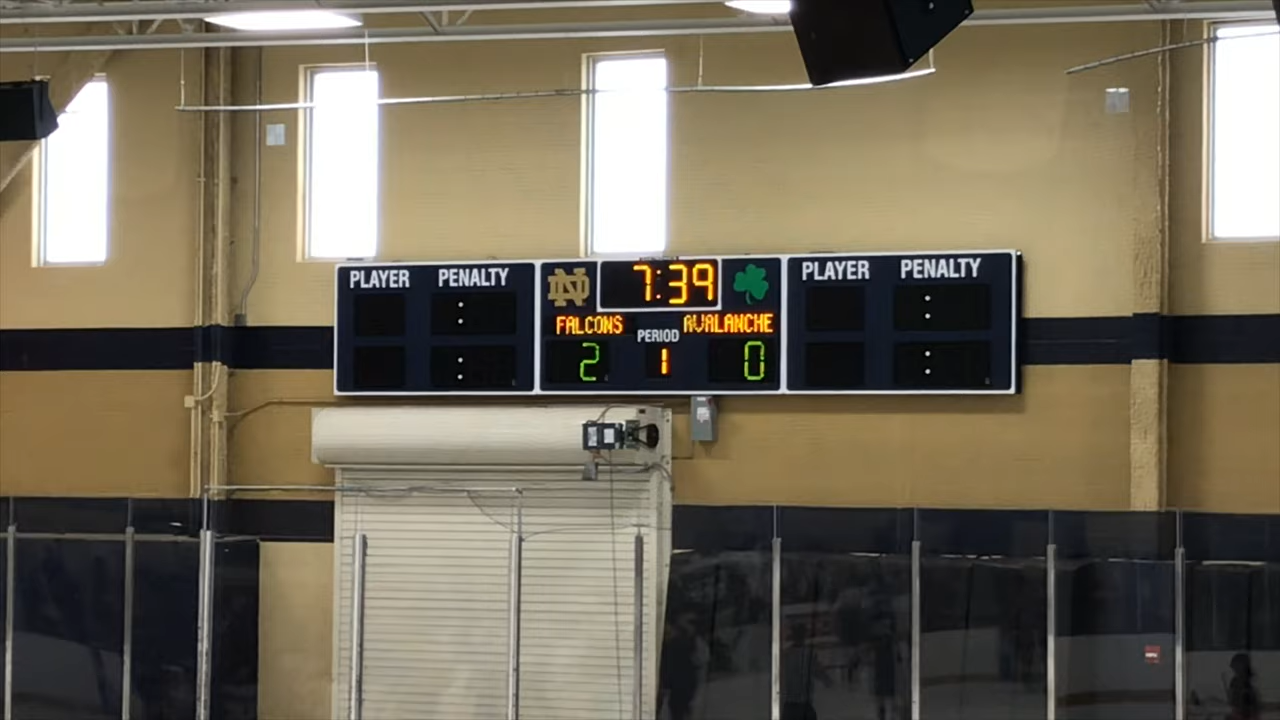 PLAYER PENALTY ND 7:39 PLAYER PENALTY
FALCONS PERIOD AVALANCHE
2 1 0